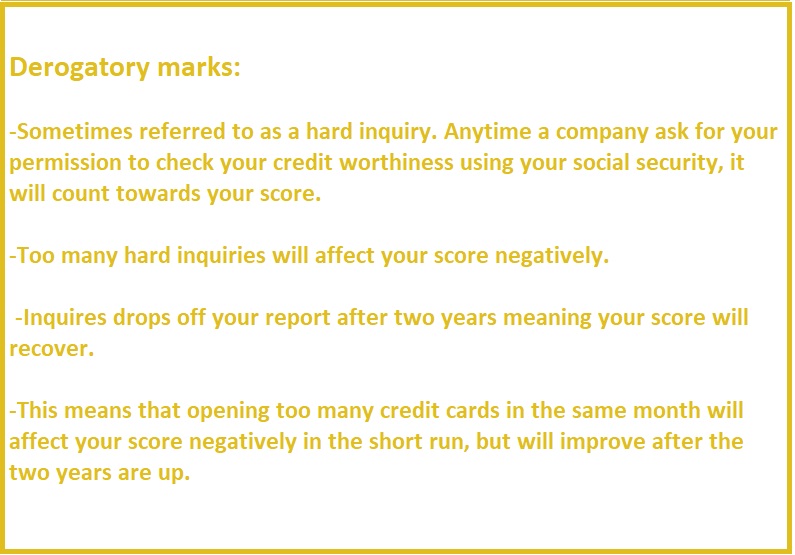 Derogatory marks:
-Sometimes referred to as a hard inquiry. Anytime a company ask for your
permission to check your credit worthiness using your social security, it
will count towards your score.
-Too many hard inquiries will affect your score negatively.
-Inquires drops off your report after two years meaning your score will
recover.
-This means that opening too many credit cards in the same month will
affect your score negatively in the short run, but will improve after the
two years are up.